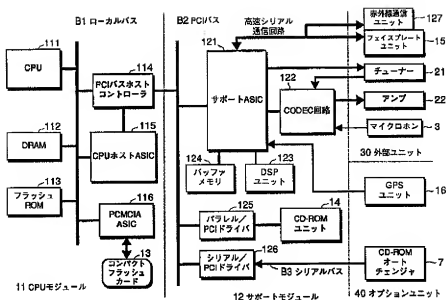 B1 ローカルバス
B2 PCIバス
高速シリアル
通信回路
赤外線通信
ユニット
127
フェイスプレート
ユニット
15
111
CPU
114
PCIバスホスト
コントローラ
121
サポートASIC
チューナー
21
122
CODEC回路
アンプ
22
マイクロホン
3
30 外部ユニット
112
DRAM
115
CPUホストASIC
124
バッファ
メモリ
123
DSP
ユニット
113
フラッシュ
ROM
116
PCMCIA
ASIC
GPS
ユニット
16
125
パラレル/
PCIドライバ
14
CD-ROM
ユニット
126
シリアル/
PCIドライバ
B3 シリアルバス
CD-ROM
オート
チェンジャ
7
13
コンパクト
フラッシュ
カード
11 CPUモジュール
12 サポートモジュール
40 オプションユニット